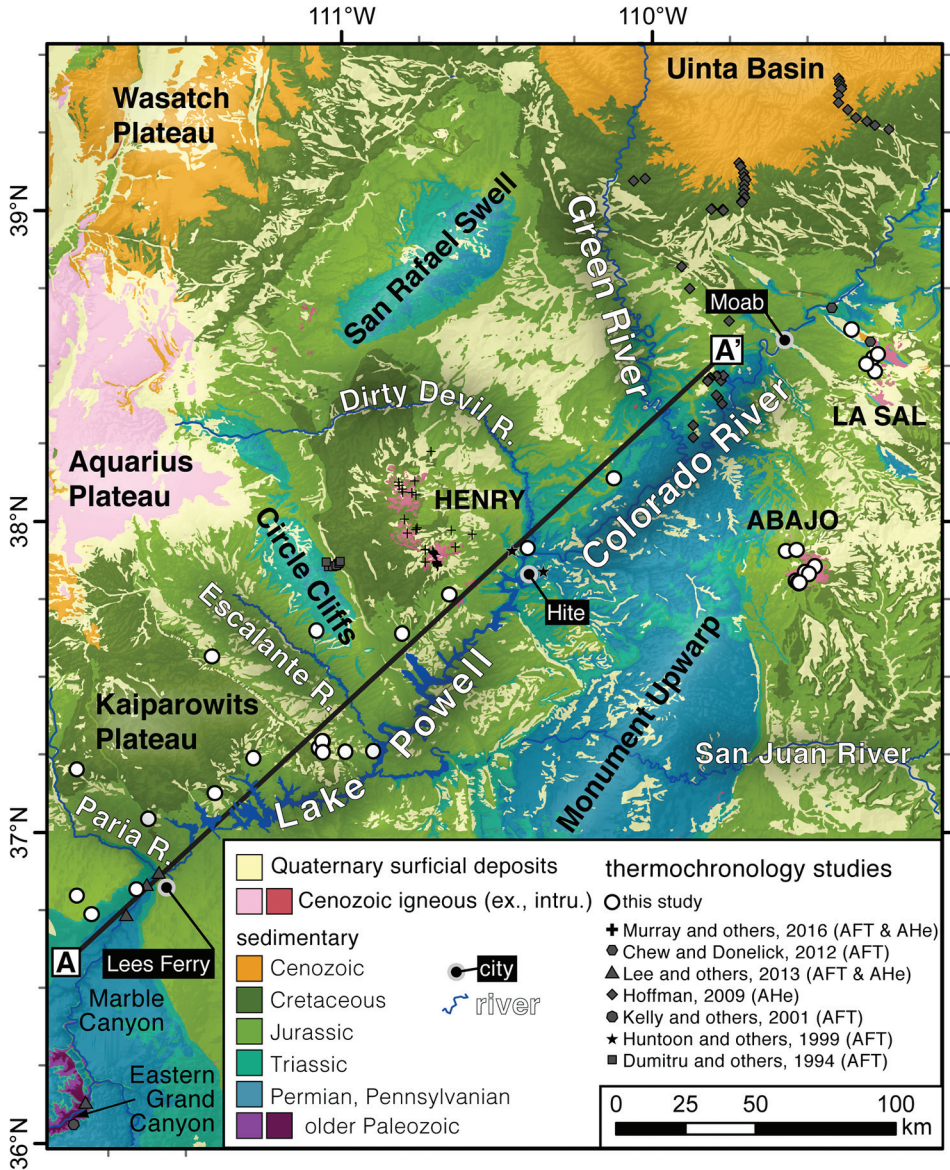 111°W
110°W
Wasatch
Plateau
Uinta Basin
39°N
San Rafael Swell
Green River
Moab
A'
Dirty Devil R.
LA SAL
Aquarius
Plateau
HENRY
Colorado River
38°N
ABAJO
Circle Cliffs
Hite
Escalante R.
Kaiparowits
Plateau
Lake Powell
Monument Upwarp
San Juan River
37°N
Paria R.
A
Lees Ferry
Marble
Canyon
Eastern
Grand
Canyon
36°N
Quaternary surficial deposits
Cenozoic igneous (ex., intru.)
sedimentary
Cenozoic
Cretaceous
Jurassic
Triassic
Permian, Pennsylvanian
older Paleozoic
city
river
thermochronology studies
this study
Murray and others, 2016 (AFT & AHe)
Chew and Donelick, 2012 (AFT)
Lee and others, 2013 (AFT & AHe)
Hoffman, 2009 (AHe)
Kelly and others, 2001 (AFT)
Huntoon and others, 1999 (AFT)
Dumitru and others, 1994 (AFT)
0 25 50 100
km